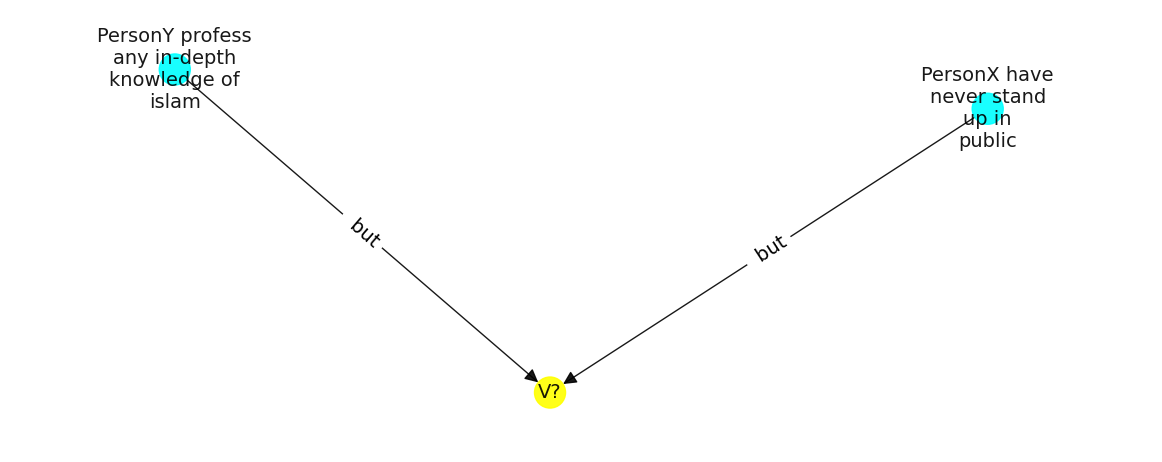 PersonY profess
any in-depth
knowledge of
islam
PersonX have
never stand
up in
public
but
but
V?